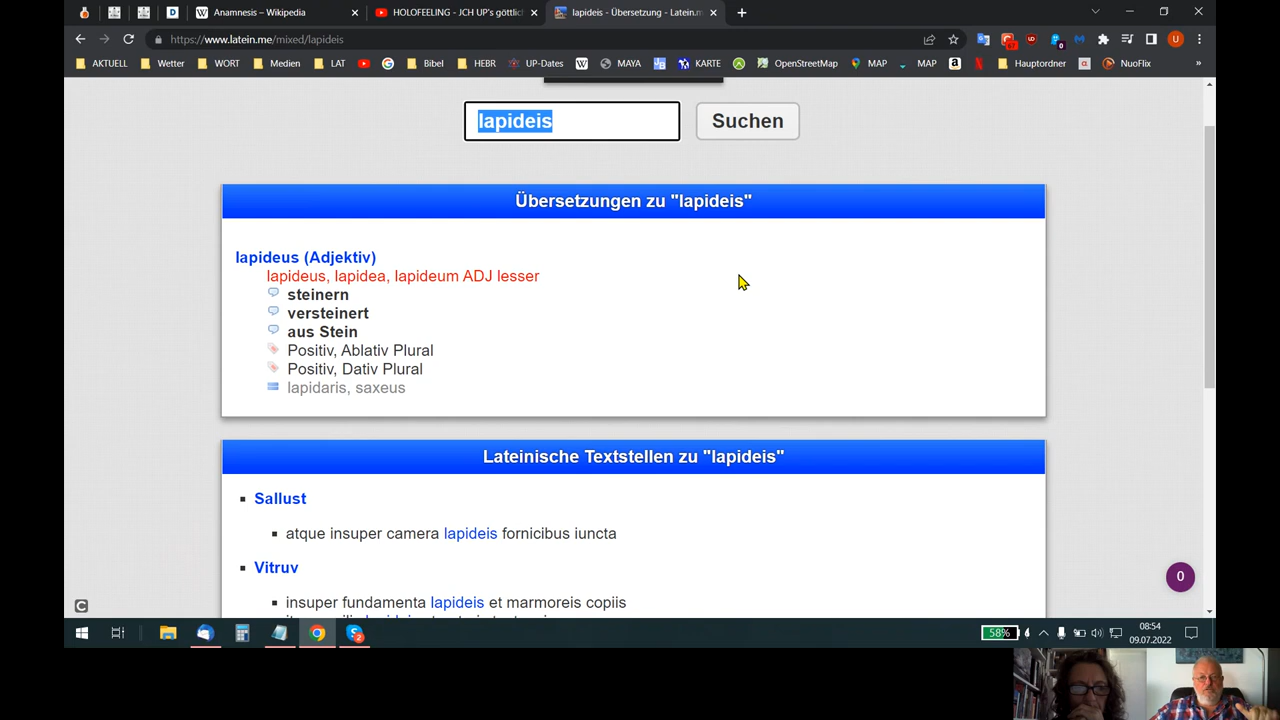 Anamnesis – Wikipedia
HOLOFEELING - JCH UP's göttlich
lapideis - Übersetzung - Latein.m
https://www.latein.me/mixed/lapideis
AKTUELL Wetter WORT Medien LAT Bibel HEBR UP-Dates MAYA KARTE OpenStreetMap MAP MAP Hauptordner NuoFlix »
lapideis Suchen
Übersetzungen zu "lapideis"
lapideus (Adjektiv)
lapideus, lapidea, lapideum ADJ lesser
steinern
versteinert
aus Stein
Positiv, Ablativ Plural
Positiv, Dativ Plural
lapidaris, saxeus
Lateinische Textstellen zu "lapideis"
Sallust
atque insuper camera lapideis fornicibus iuncta
Vitruv
insuper fundamenta lapideis et marmoreis copiis
0
58%
08:54
09.07.2022